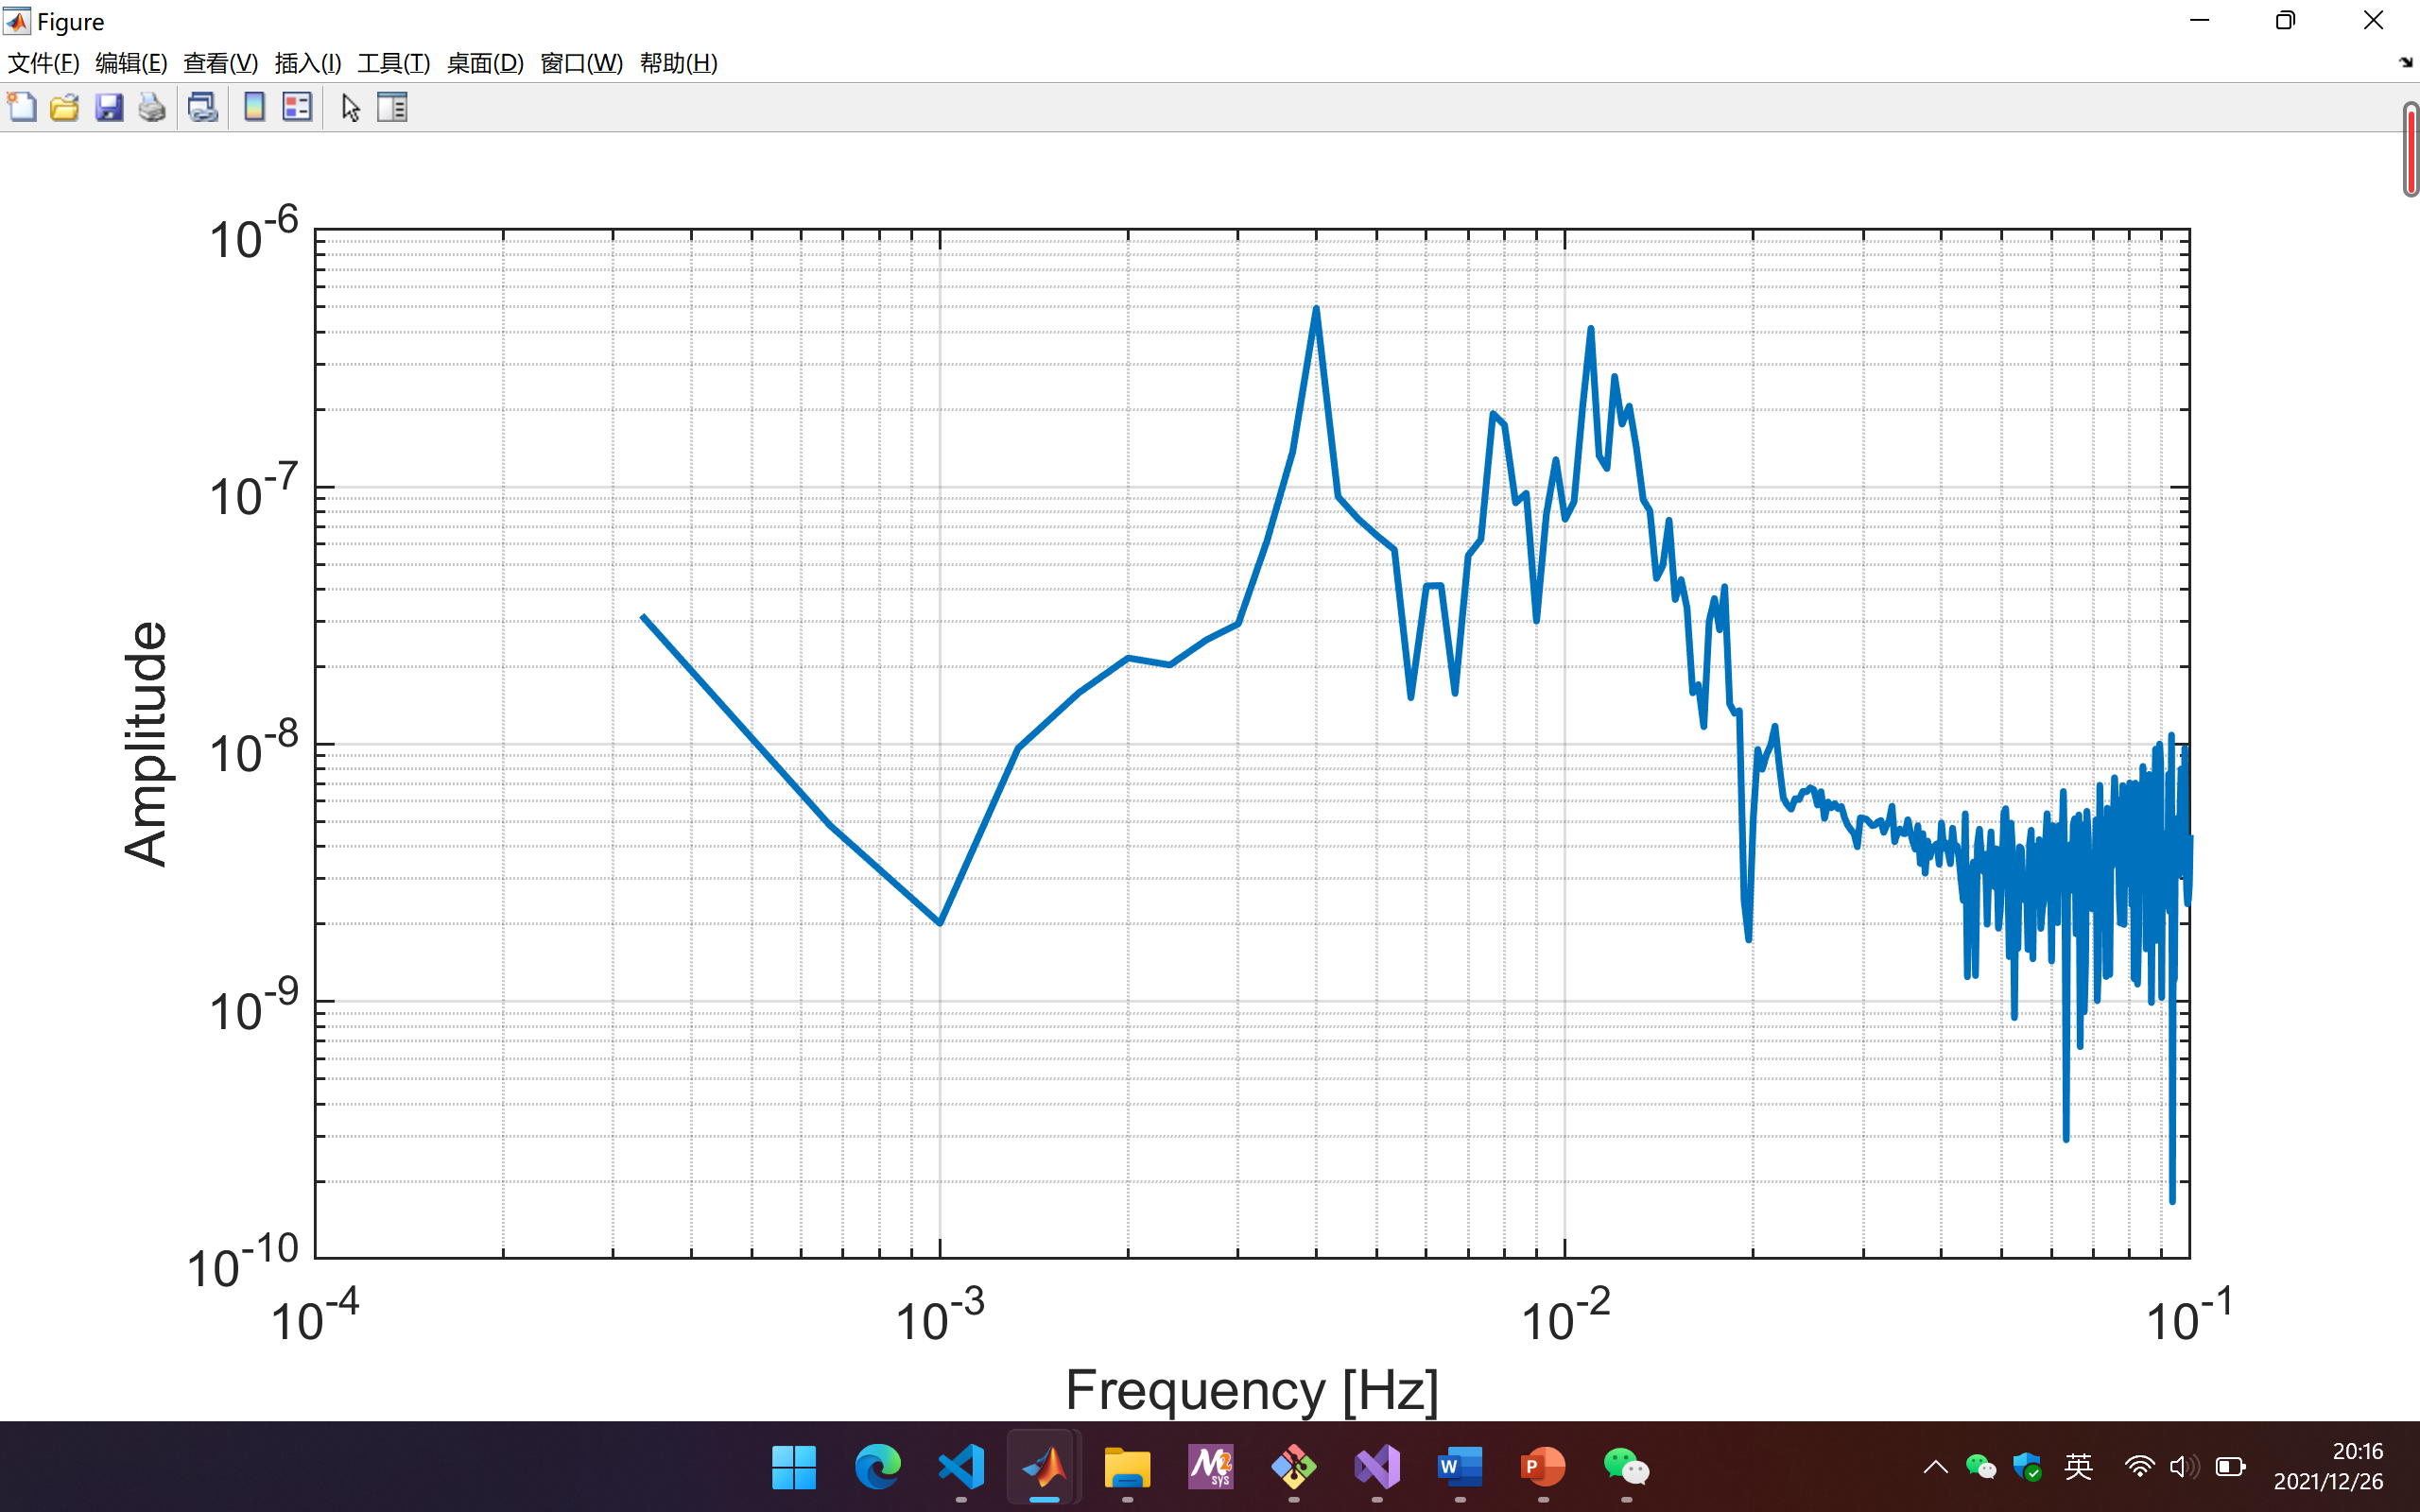 Figure
文件(F) 编辑(E) 查看(V) 插入(I) 工具(T) 桌面(D) 窗口(W) 帮助(H)
10^-6
10^-7
10^-8
10^-9
10^-10
Amplitude
10^-4 10^-3 10^-2 10^-1
Frequency [Hz]
M2
sys
W
P
英
20:16
2021/12/26